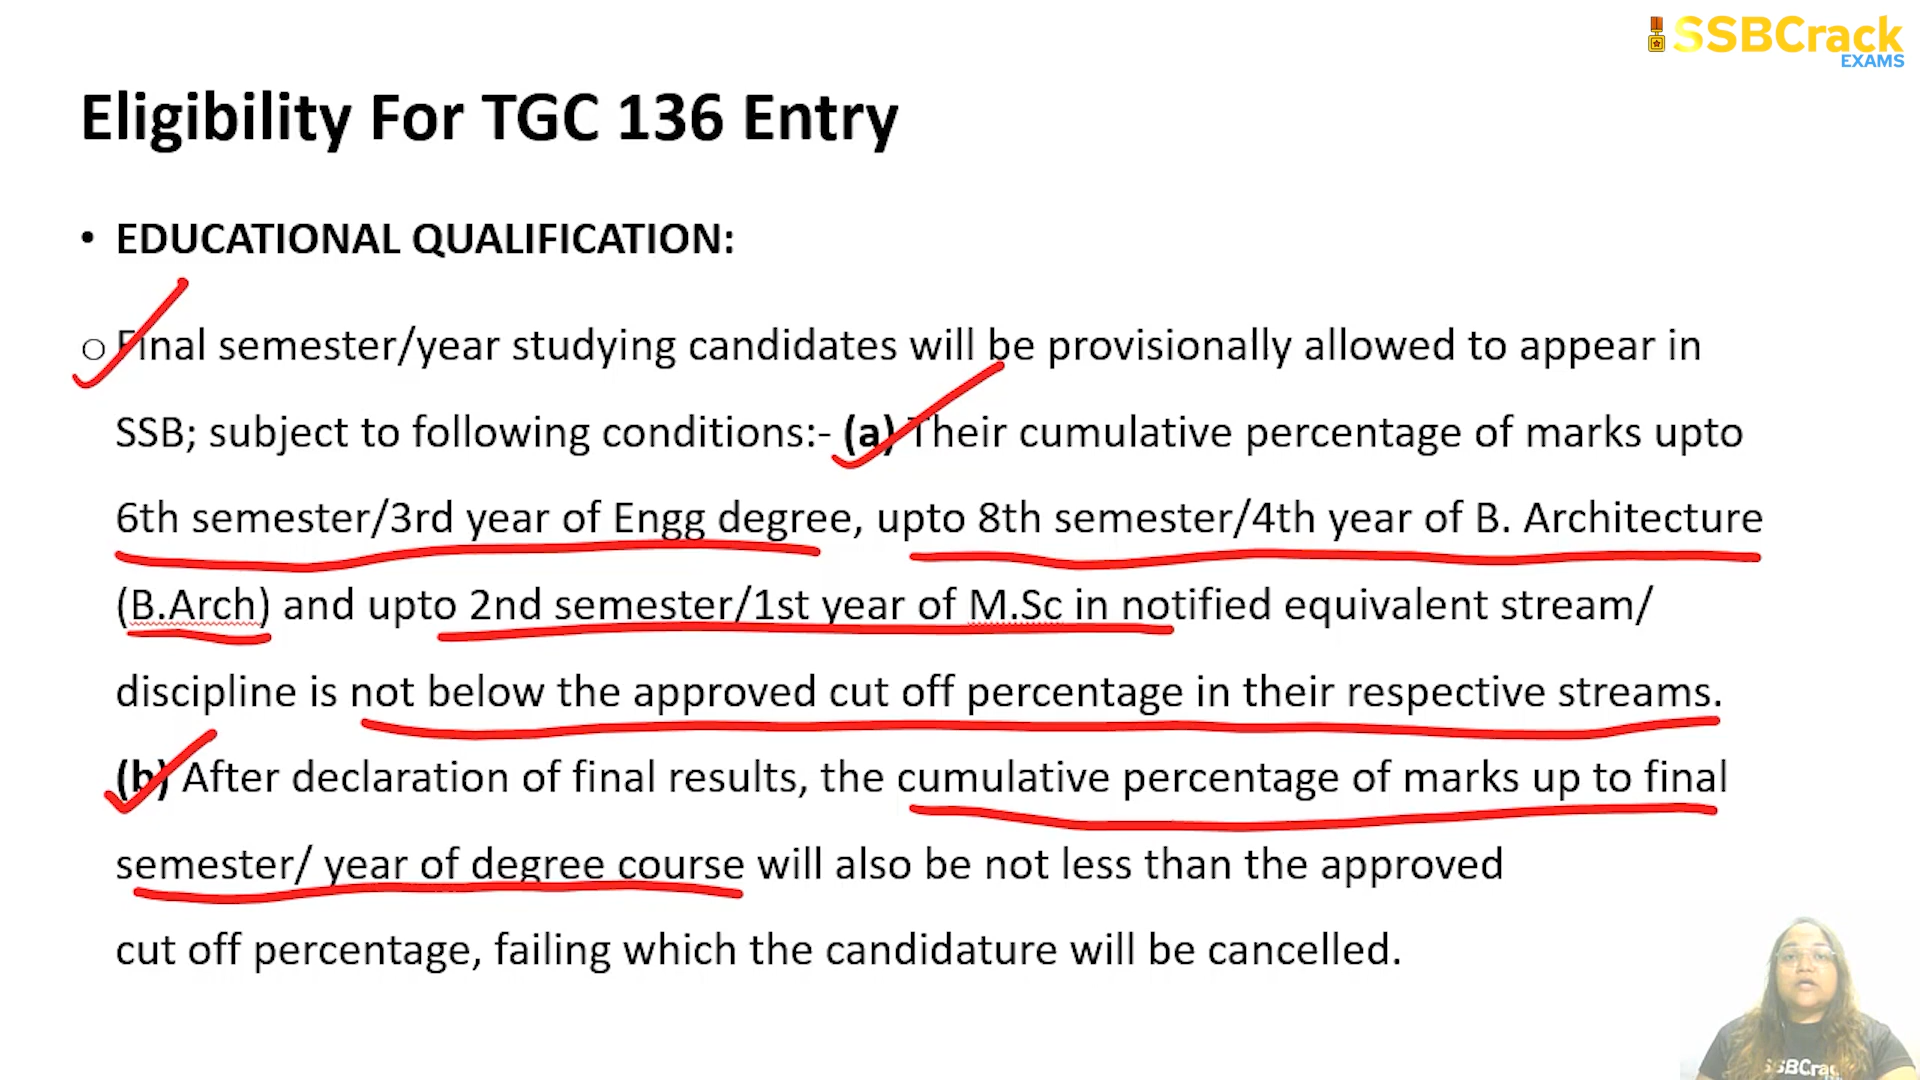 SSBCrack
EXAMS
Eligibility For TGC 136 Entry
• EDUCATIONAL QUALIFICATION:
o Final semester/year studying candidates will be provisionally allowed to appear in
SSB; subject to following conditions:- (a) Their cumulative percentage of marks upto
6th semester/3rd year of Engg degree, upto 8th semester/4th year of B. Architecture
(B.Arch) and upto 2nd semester/1st year of M.Sc in notified equivalent stream/
discipline is not below the approved cut off percentage in their respective streams.
(b) After declaration of final results, the cumulative percentage of marks up to final
semester/ year of degree course will also be not less than the approved
cut off percentage, failing which the candidature will be cancelled.
SSBCrac